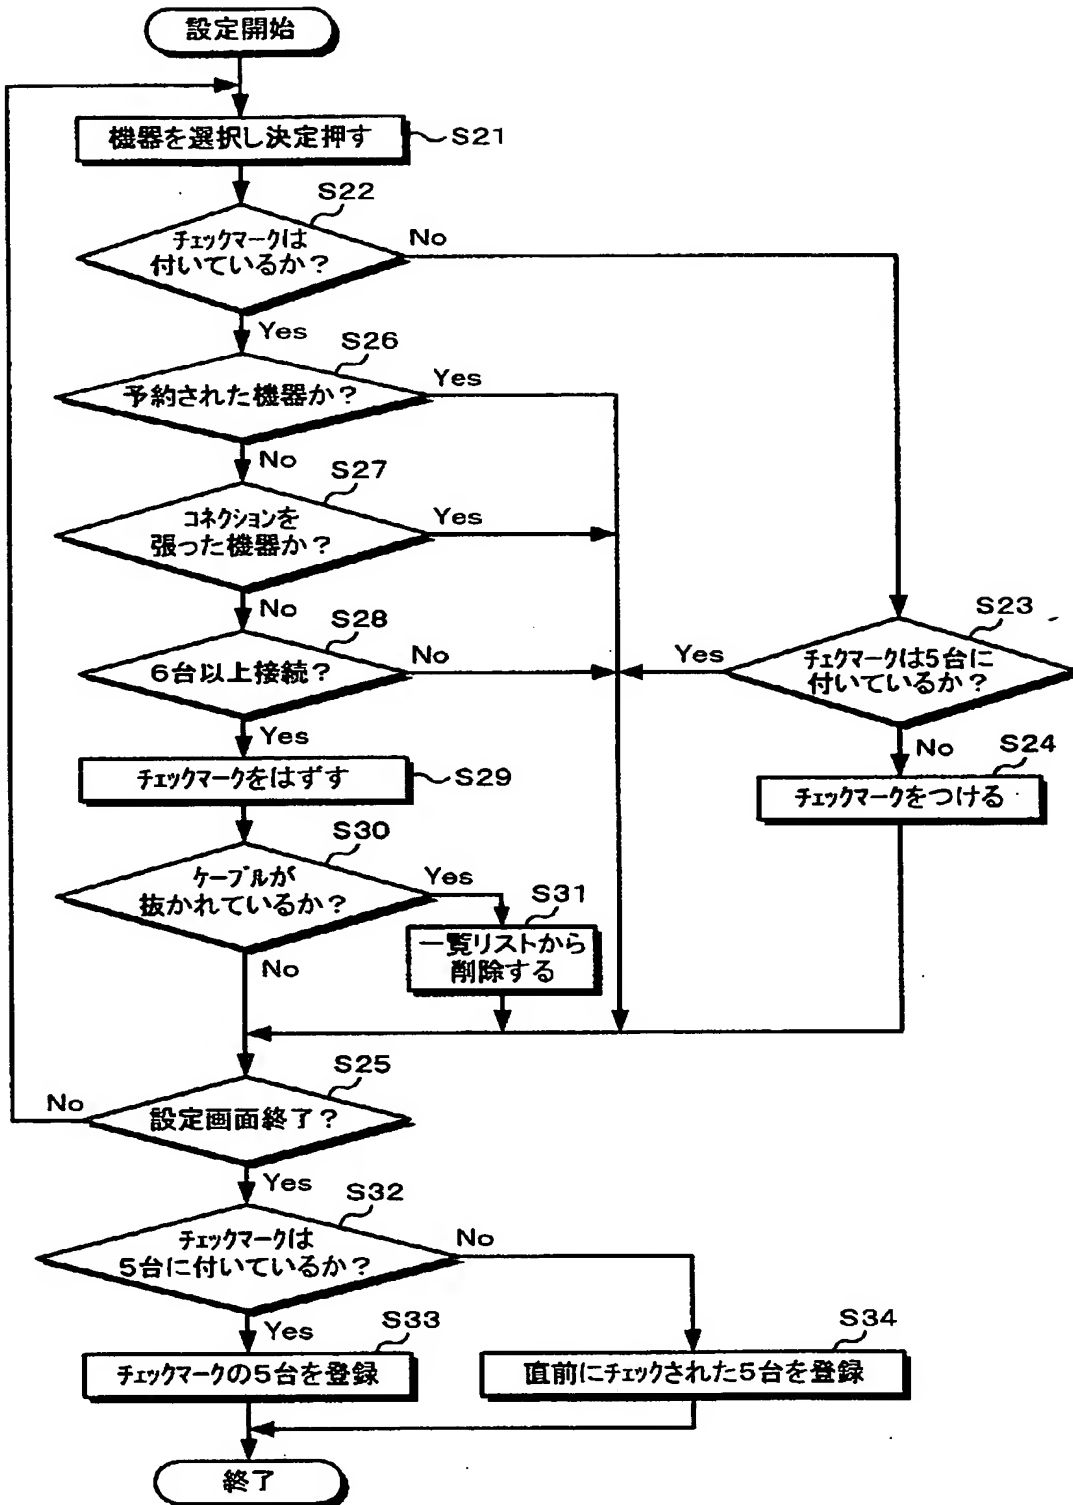 設定開始
機器を選択し決定押す
S21
S22
チェックマークは
付いているか？
No
Yes
S26
予約された機器か？
Yes
No
S27
コネクションを
張った機器か？
Yes
No
S28
6台以上接続？
No
Yes
S23
チェクマークは5台に
付いているか？
Yes
No
S24
チェックマークをつける
チェックマークをはずす
S29
S30
ケーブルが
抜かれているか？
Yes
No
S31
一覧リストから
削除する
S25
設定画面終了？
No
Yes
S32
チェックマークは
5台に付いているか？
No
Yes
S33
チェックマークの5台を登録
S34
直前にチェックされた5台を登録
終了